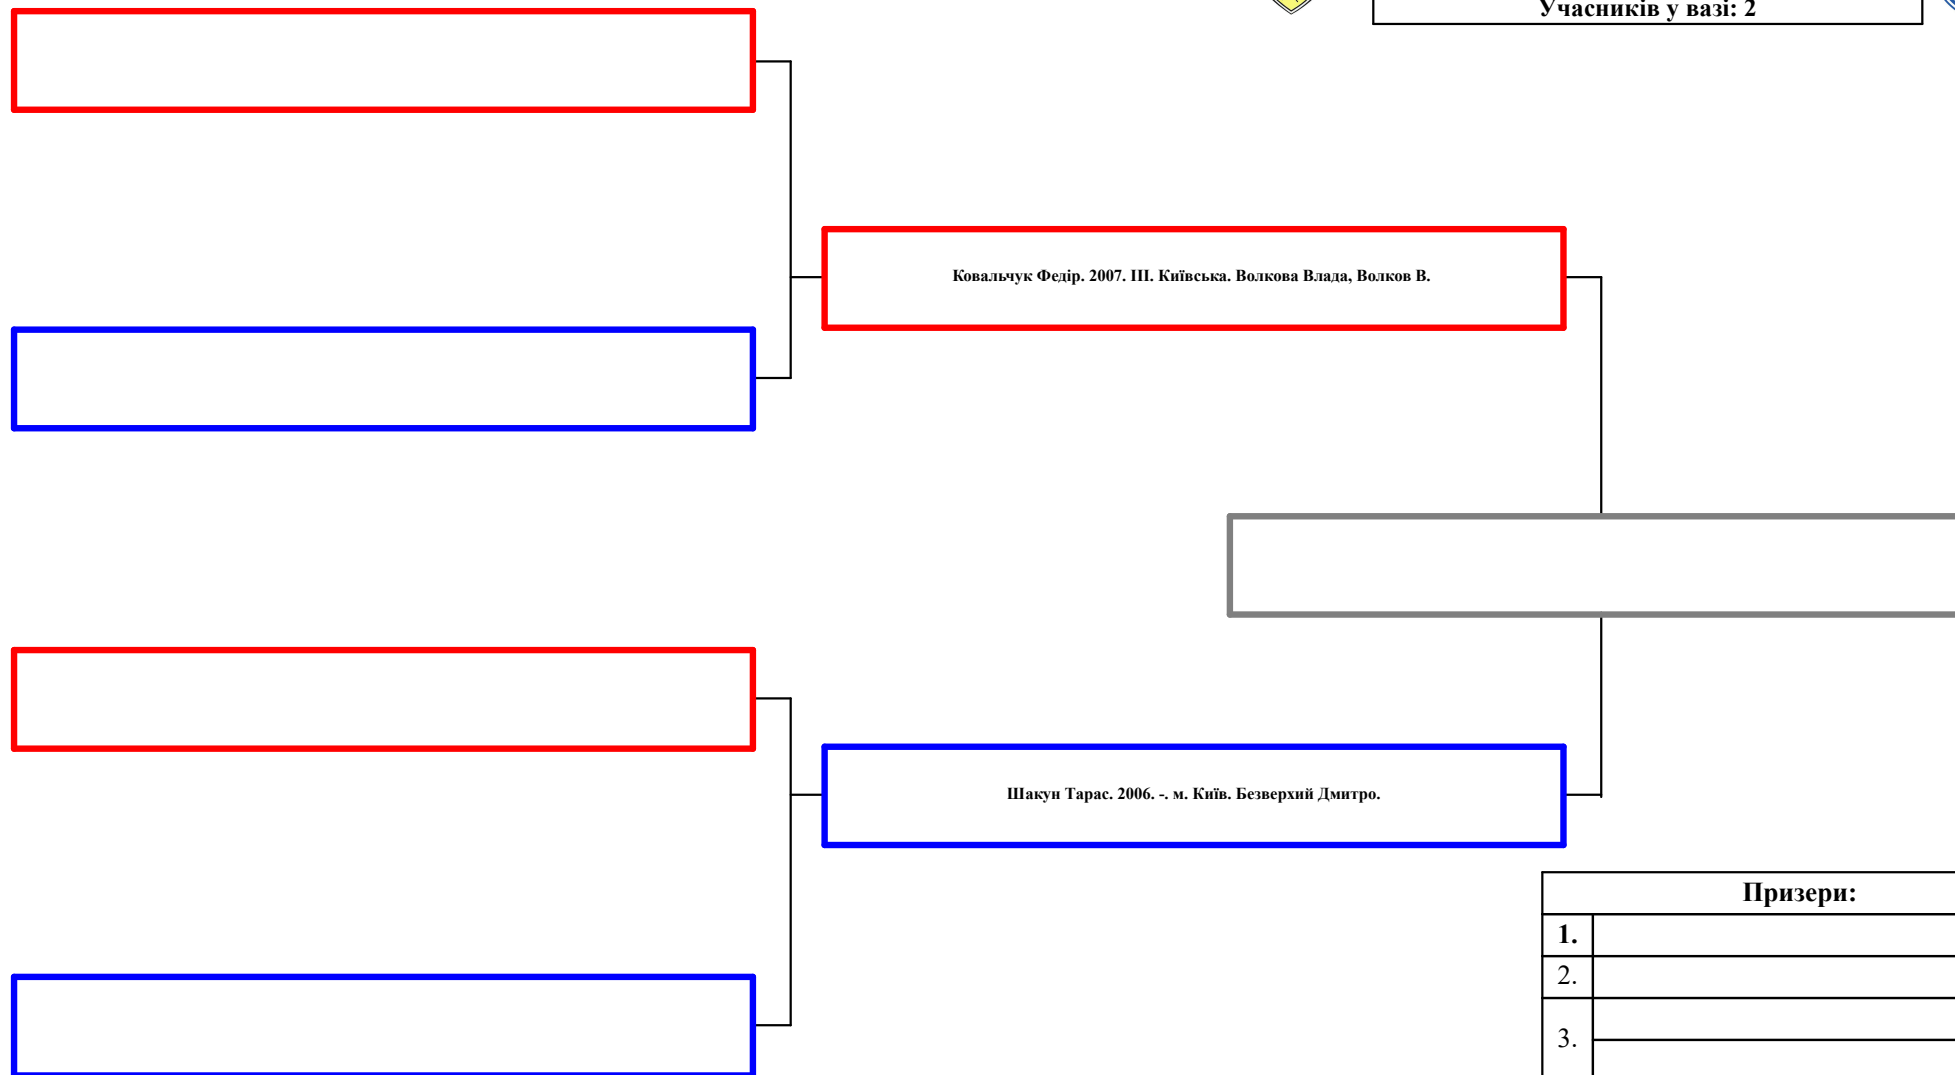 Учасників у вазі: 2
Ковальчук Федір. 2007. III. Київська. Волкова Влада, Волков В.
Шакун Тарас. 2006. -. м. Київ. Безверхий Дмитро.
Призери:
1.
2.
3.